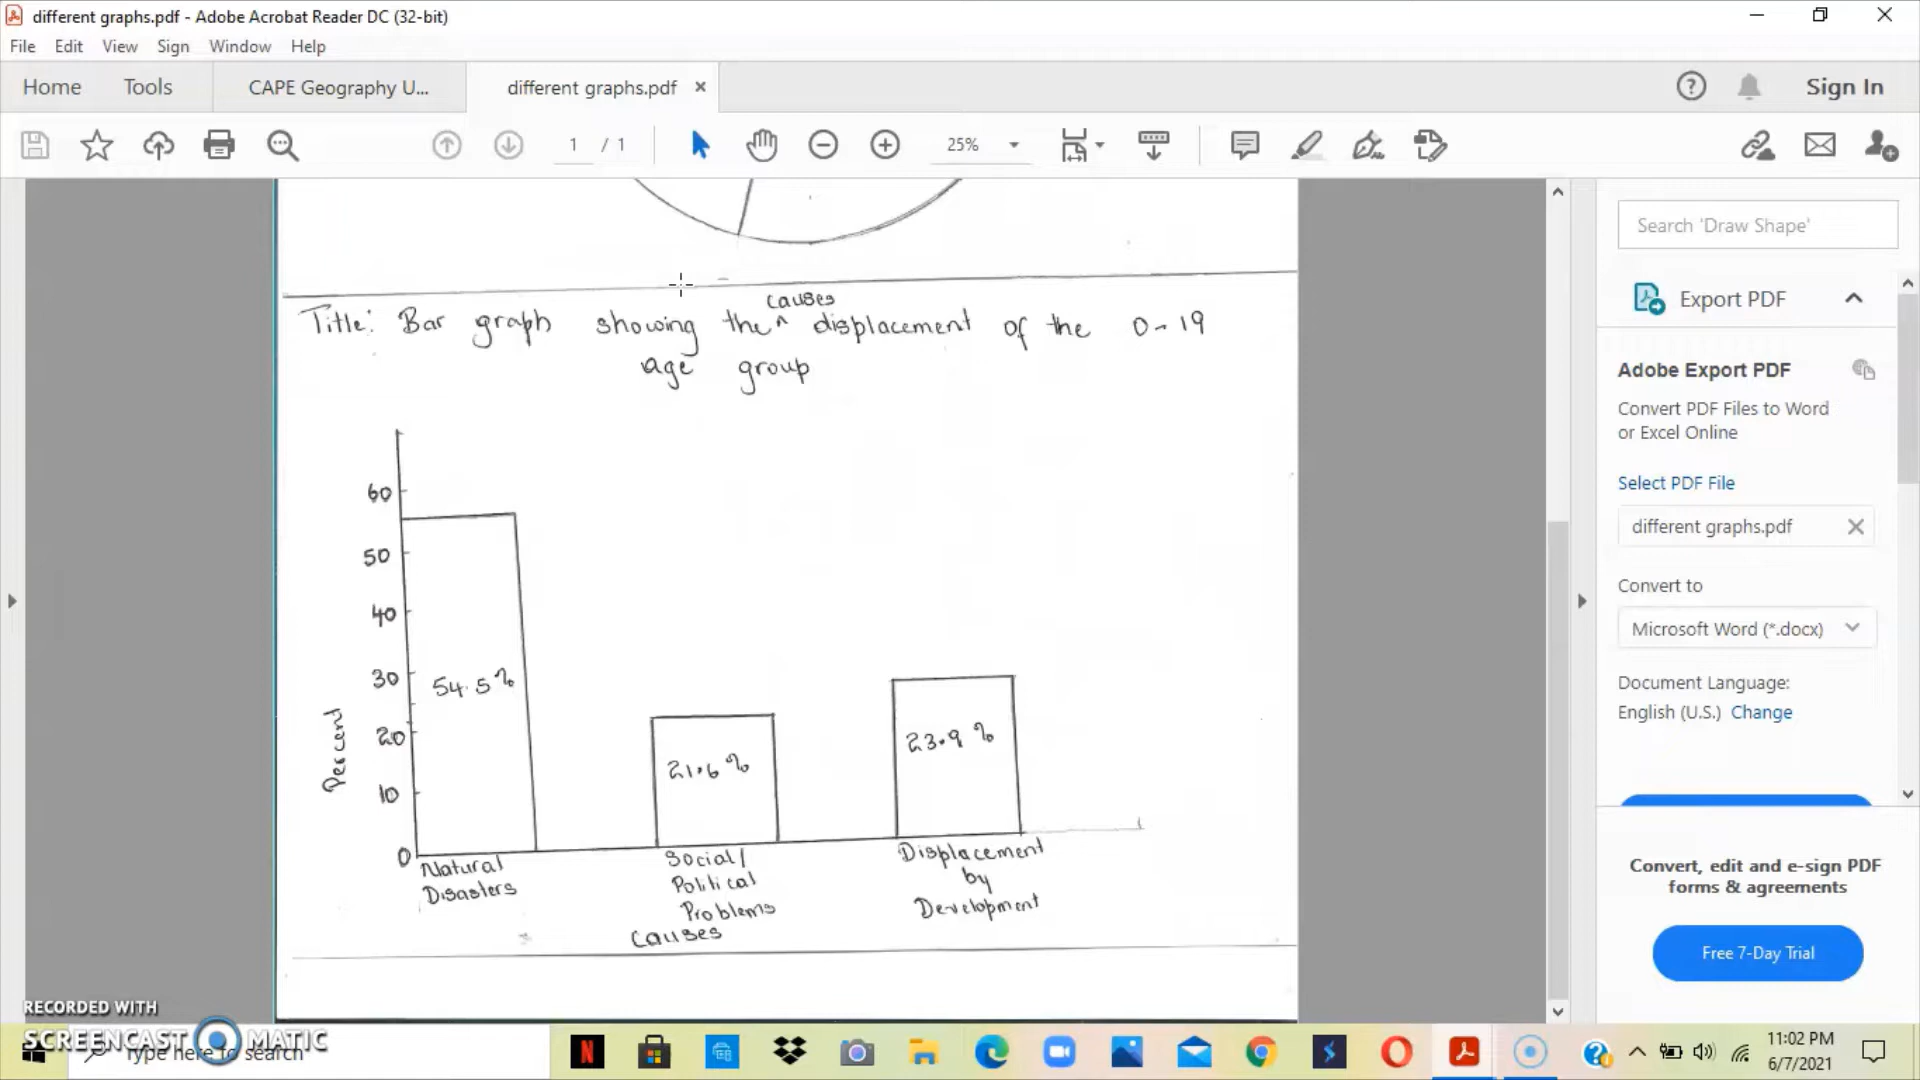 different graphs.pdf - Adobe Acrobat Reader DC (32-bit)
File Edit View Sign Window Help
Home Tools CAPE Geography U... different graphs.pdf × Sign In
1 / 1 25%
Search 'Draw Shape'
Export PDF
Adobe Export PDF
Convert PDF Files to Word
or Excel Online
Select PDF File
different graphs.pdf
Convert to
Microsoft Word (*.docx)
Document Language:
English (U.S.) Change
Convert, edit and e-sign PDF
forms & agreements
Free 7-Day Trial
causes
Title: Bar graph showing the ^ displacement of the 0-19
age group
60
50
40
30
20
10
0
Percent
54.5%
21.6%
23.9%
Natural
Disasters
Social/
Political
Problems
Displacement
by
Development
Causes
RECORDED WITH
SCREENCAST MATIC
Type here to search
11:02 PM
6/7/2021